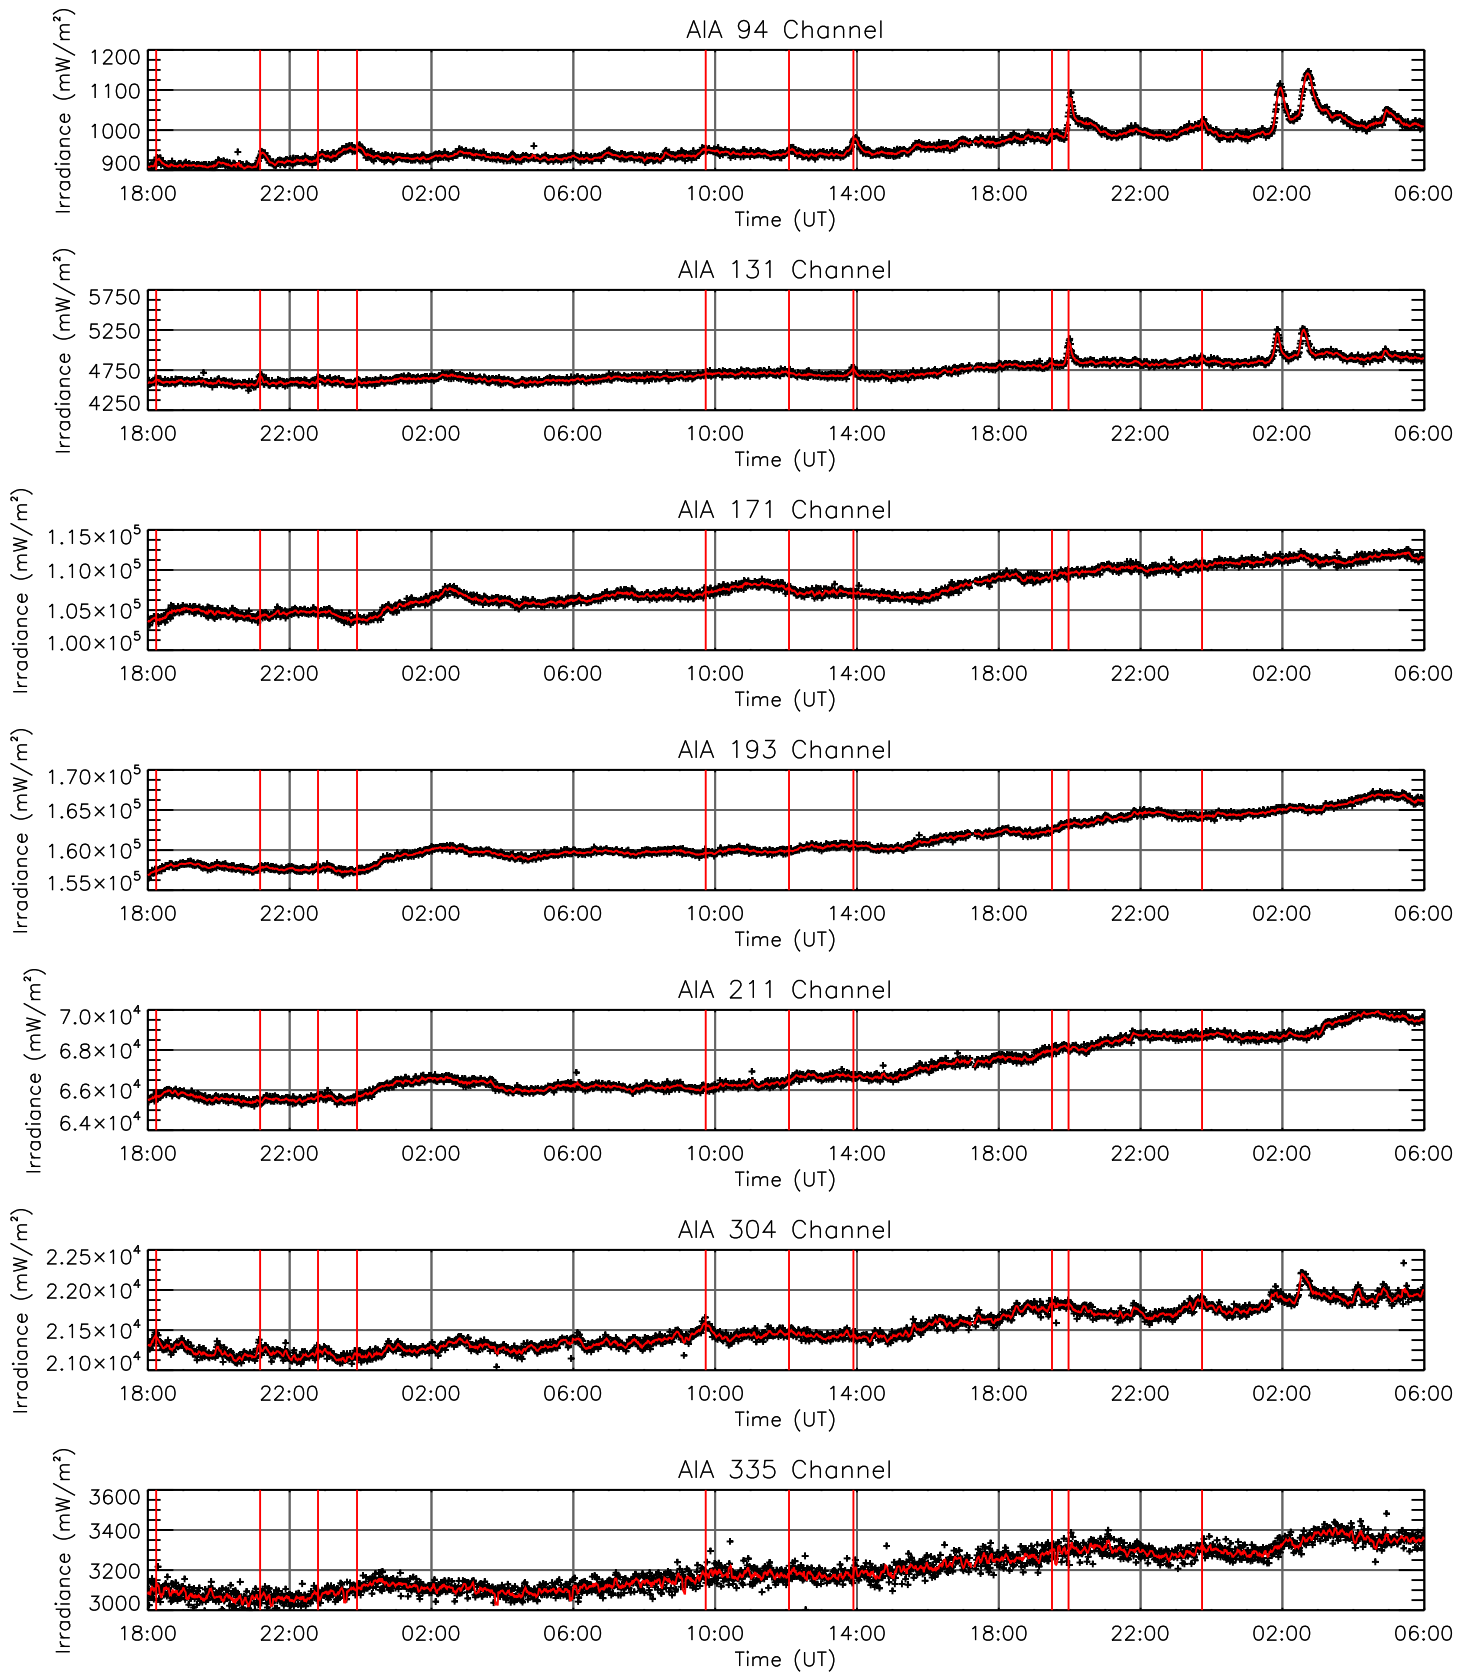 AIA 94 Channel
Irradiance (mW/m²)
1200
1100
1000
900
18:00 22:00 02:00 06:00 10:00 14:00 18:00 22:00 02:00 06:00
Time (UT)
AIA 131 Channel
Irradiance (mW/m²)
5750
5250
4750
4250
18:00 22:00 02:00 06:00 10:00 14:00 18:00 22:00 02:00 06:00
Time (UT)
AIA 171 Channel
Irradiance (mW/m²)
1.15×10⁵
1.10×10⁵
1.05×10⁵
1.00×10⁵
18:00 22:00 02:00 06:00 10:00 14:00 18:00 22:00 02:00 06:00
Time (UT)
AIA 193 Channel
Irradiance (mW/m²)
1.70×10⁵
1.65×10⁵
1.60×10⁵
1.55×10⁵
18:00 22:00 02:00 06:00 10:00 14:00 18:00 22:00 02:00 06:00
Time (UT)
AIA 211 Channel
Irradiance (mW/m²)
7.0×10⁴
6.8×10⁴
6.6×10⁴
6.4×10⁴
18:00 22:00 02:00 06:00 10:00 14:00 18:00 22:00 02:00 06:00
Time (UT)
AIA 304 Channel
Irradiance (mW/m²)
2.25×10⁴
2.20×10⁴
2.15×10⁴
2.10×10⁴
18:00 22:00 02:00 06:00 10:00 14:00 18:00 22:00 02:00 06:00
Time (UT)
AIA 335 Channel
Irradiance (mW/m²)
3600
3400
3200
3000
18:00 22:00 02:00 06:00 10:00 14:00 18:00 22:00 02:00 06:00
Time (UT)